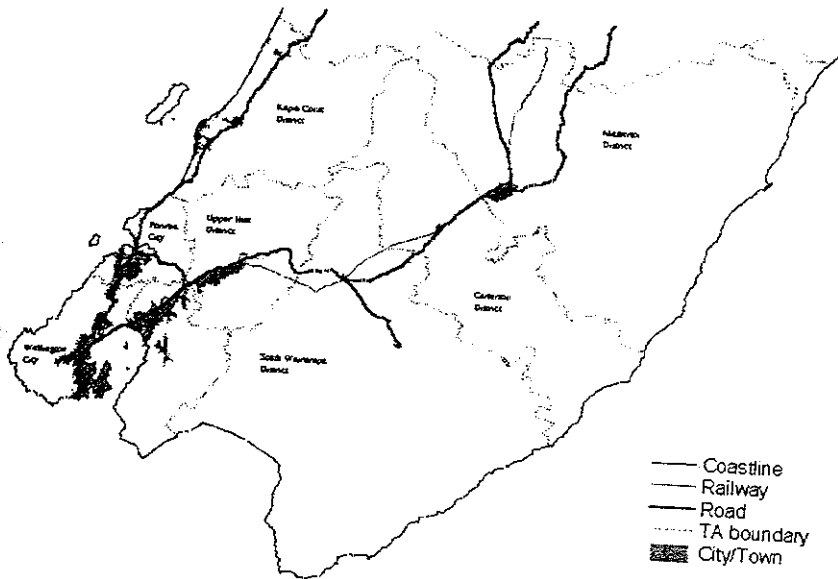 Kapiti Coast
District
Masterton
District
Porirua
City
Upper Hutt
District
Carterton
District
Wellington
City
South Wairarapa
District
Coastline
Railway
Road
TA boundary
City/Town